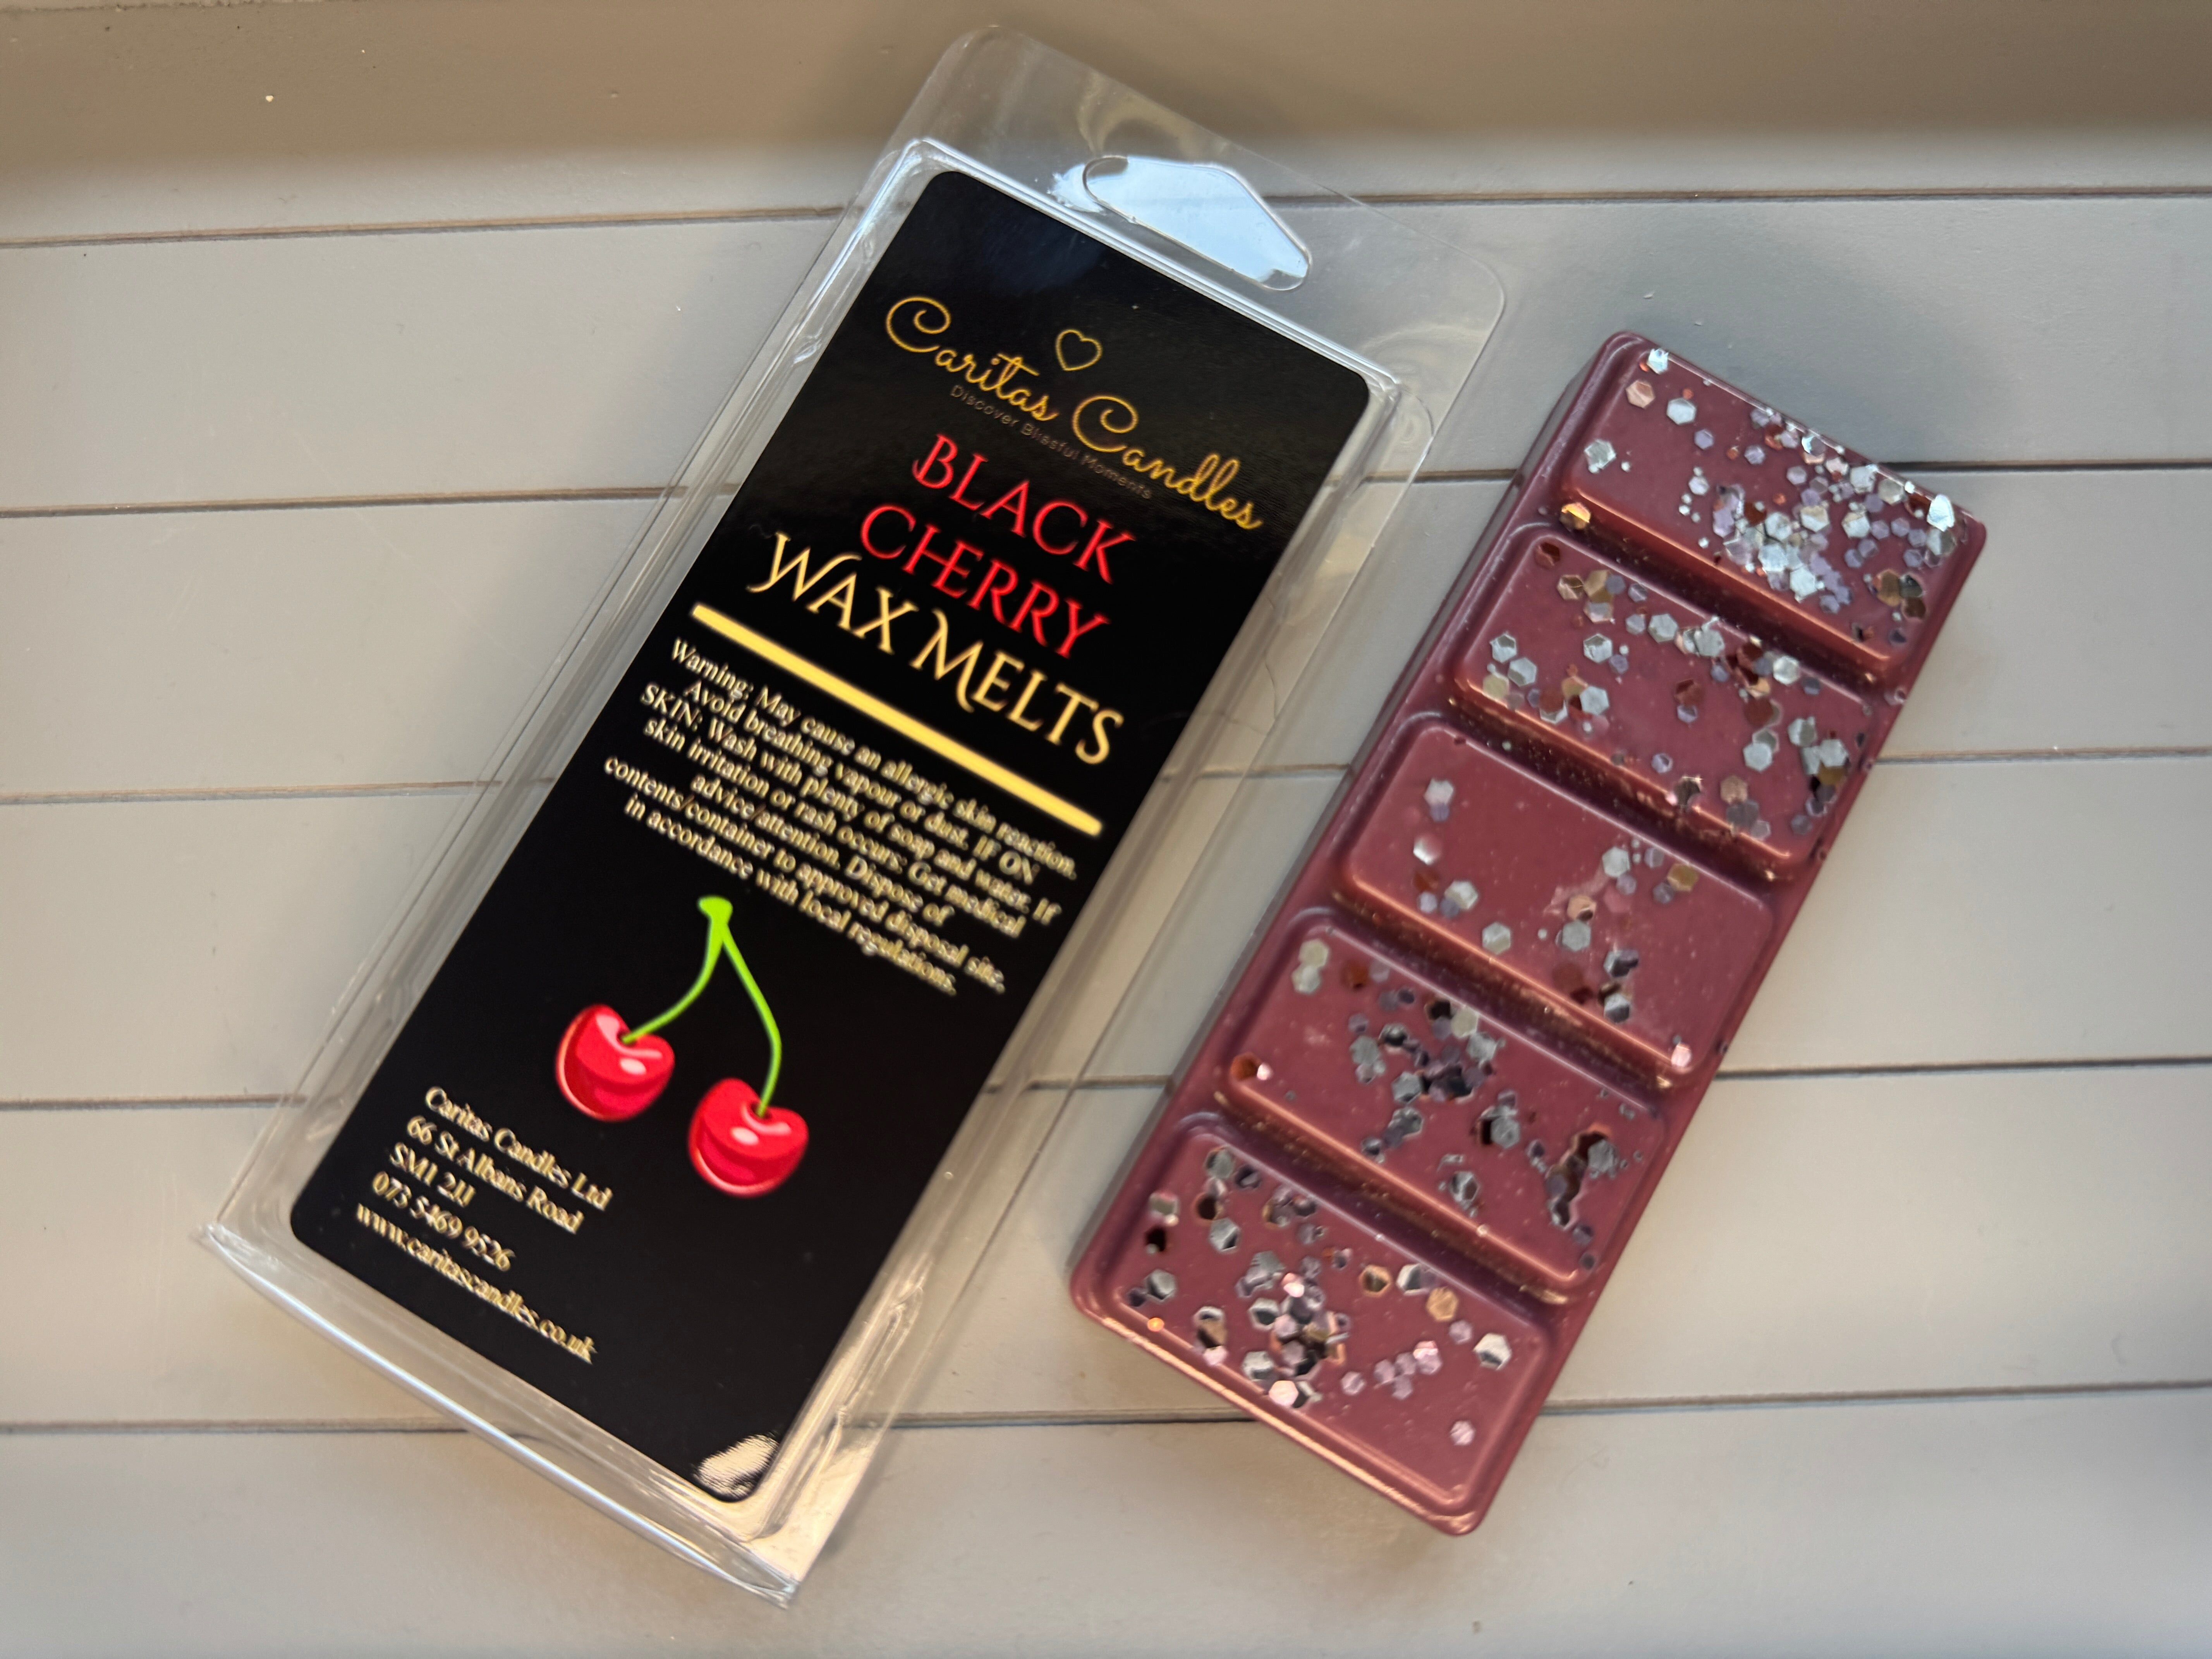 Caritas Candles
Discover Blissful Moments
BLACK
CHERRY
WAX MELTS
Warning: May cause an allergic skin reaction.
Avoid breathing vapour or dust. IF ON
SKIN: Wash with plenty of soap and water. If
skin irritation or rash occurs: Get medical
advice/attention. Dispose of
contents/container to approved disposal site,
in accordance with local regulations.
Caritas Candles Ltd
66 St Albans Road
SM1 2JJ
073 5469 9526
www.caritascandles.co.uk